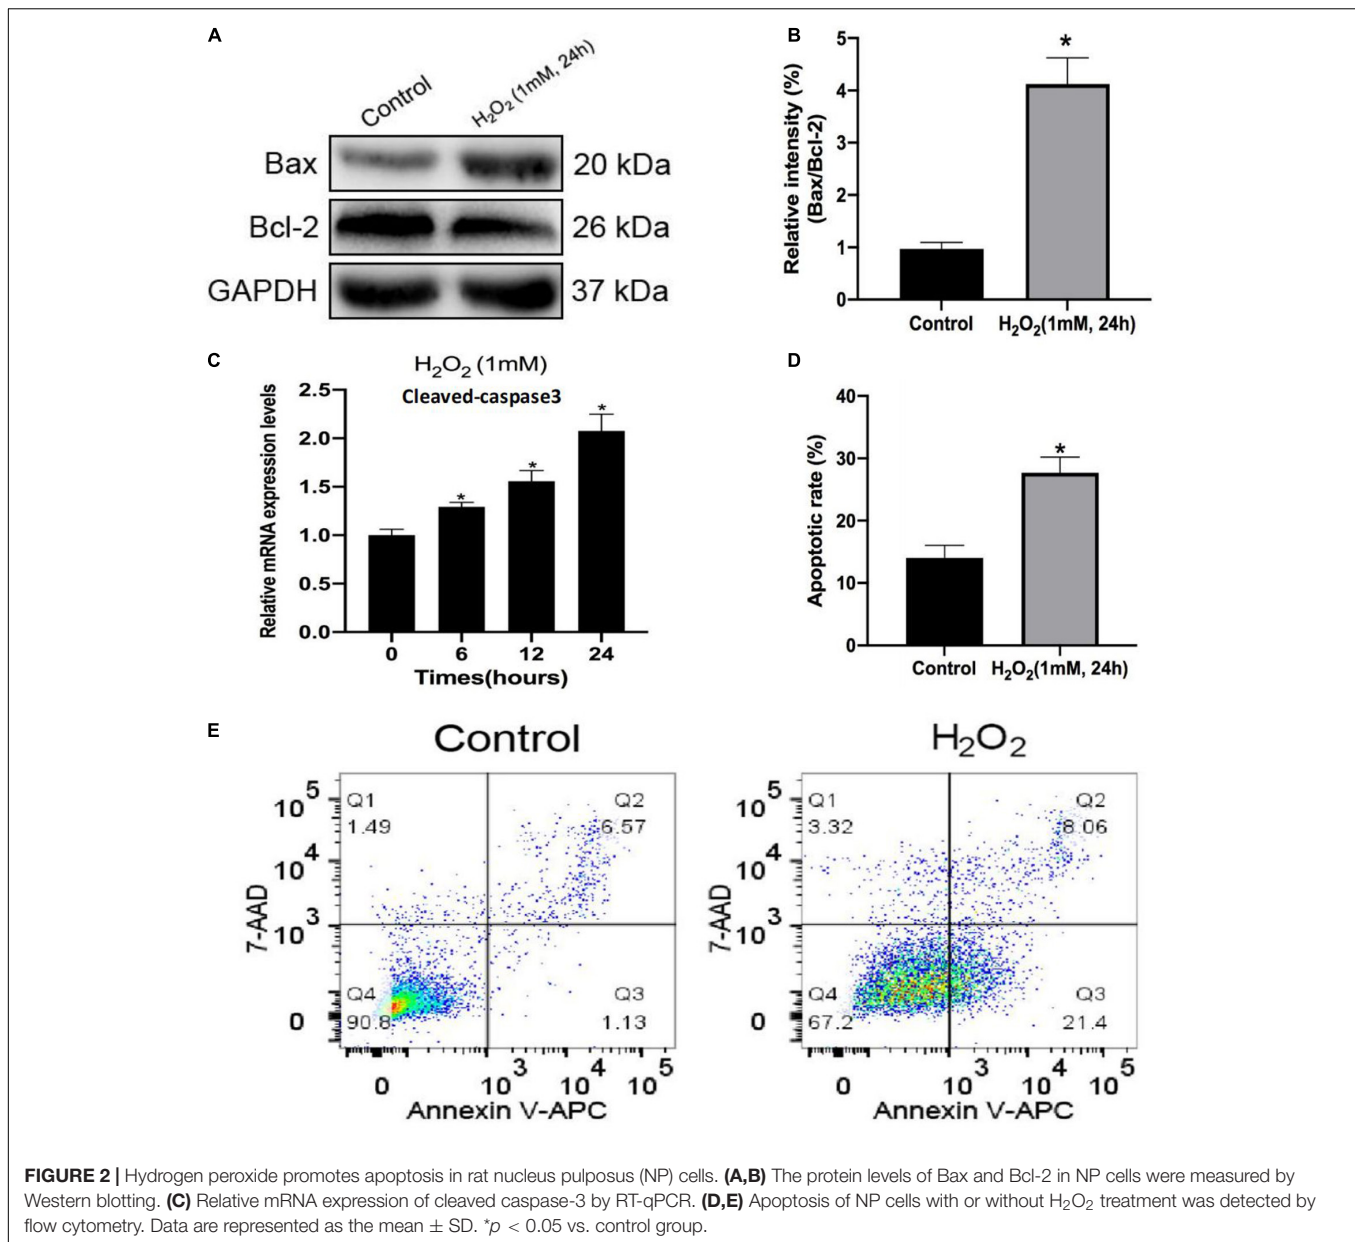 A
Control
H2O2 (1mM, 24h)
Bax
20 kDa
Bcl-2
26 kDa
GAPDH
37 kDa
B
5
4
3
2
1
0
Relative intensity (%)
(Bax/Bcl-2)
*
Control
H2O2(1mM, 24h)
C
H2O2 (1mM)
Cleaved-caspase3
2.5
2.0
1.5
1.0
0.5
0.0
Relative mRNA expression levels
*
*
*
0 6 12 24
Times(hours)
D
40
30
20
10
0
Apoptotic rate (%)
*
Control
H2O2(1mM, 24h)
E
Control
10^5
10^4
10^3
0
7-AAD
Q1
1.49
Q2
6.57
Q4
90.8
Q3
1.13
0 10^3 10^4 10^5
Annexin V-APC
H2O2
10^5
10^4
10^3
0
7-AAD
Q1
3.32
Q2
8.06
Q4
67.2
Q3
21.4
0 10^3 10^4 10^5
Annexin V-APC
FIGURE 2 | Hydrogen peroxide promotes apoptosis in rat nucleus pulposus (NP) cells. (A,B) The protein levels of Bax and Bcl-2 in NP cells were measured by
Western blotting. (C) Relative mRNA expression of cleaved caspase-3 by RT-qPCR. (D,E) Apoptosis of NP cells with or without H2O2 treatment was detected by
flow cytometry. Data are represented as the mean ± SD. *p < 0.05 vs. control group.